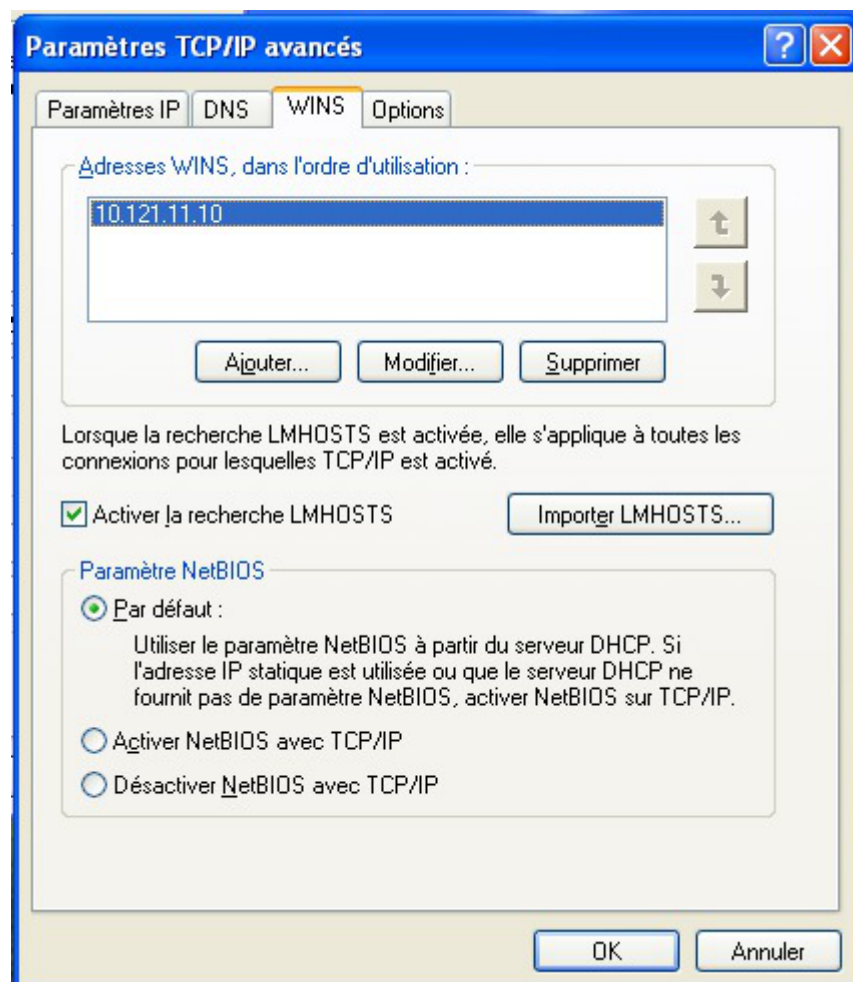 Paramètres TCP/IP avancés
Paramètres IP DNS WINS Options
Adresses WINS, dans l'ordre d'utilisation :
10.121.11.10
Ajouter... Modifier... Supprimer
Lorsque la recherche LMHOSTS est activée, elle s'applique à toutes les
connexions pour lesquelles TCP/IP est activé.
Activer la recherche LMHOSTS Importer LMHOSTS...
Paramètre NetBIOS
Par défaut :
Utiliser le paramètre NetBIOS à partir du serveur DHCP. Si
l'adresse IP statique est utilisée ou que le serveur DHCP ne
fournit pas de paramètre NetBIOS, activer NetBIOS sur TCP/IP.
Activer NetBIOS avec TCP/IP
Désactiver NetBIOS avec TCP/IP
OK Annuler